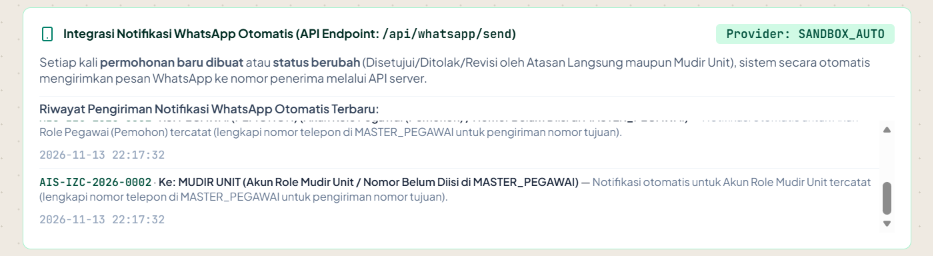 Integrasi Notifikasi WhatsApp Otomatis (API Endpoint: /api/whatsapp/send)
Provider: SANDBOX_AUTO
Setiap kali permohonan baru dibuat atau status berubah (Disetujui/Ditolak/Revisi oleh Atasan Langsung maupun Mudir Unit), sistem secara otomatis
mengirimkan pesan WhatsApp ke nomor penerima melalui API server.
Riwayat Pengiriman Notifikasi WhatsApp Otomatis Terbaru:
Role Pegawai (Pemohon) tercatat (lengkapi nomor telepon di MASTER_PEGAWAI untuk pengiriman nomor tujuan).
2026-11-13 22:17:32
AIS-IZC-2026-0002 · Ke: MUDIR UNIT (Akun Role Mudir Unit / Nomor Belum Diisi di MASTER_PEGAWAI) — Notifikasi otomatis untuk Akun Role Mudir Unit tercatat
(lengkapi nomor telepon di MASTER_PEGAWAI untuk pengiriman nomor tujuan).
2026-11-13 22:17:32